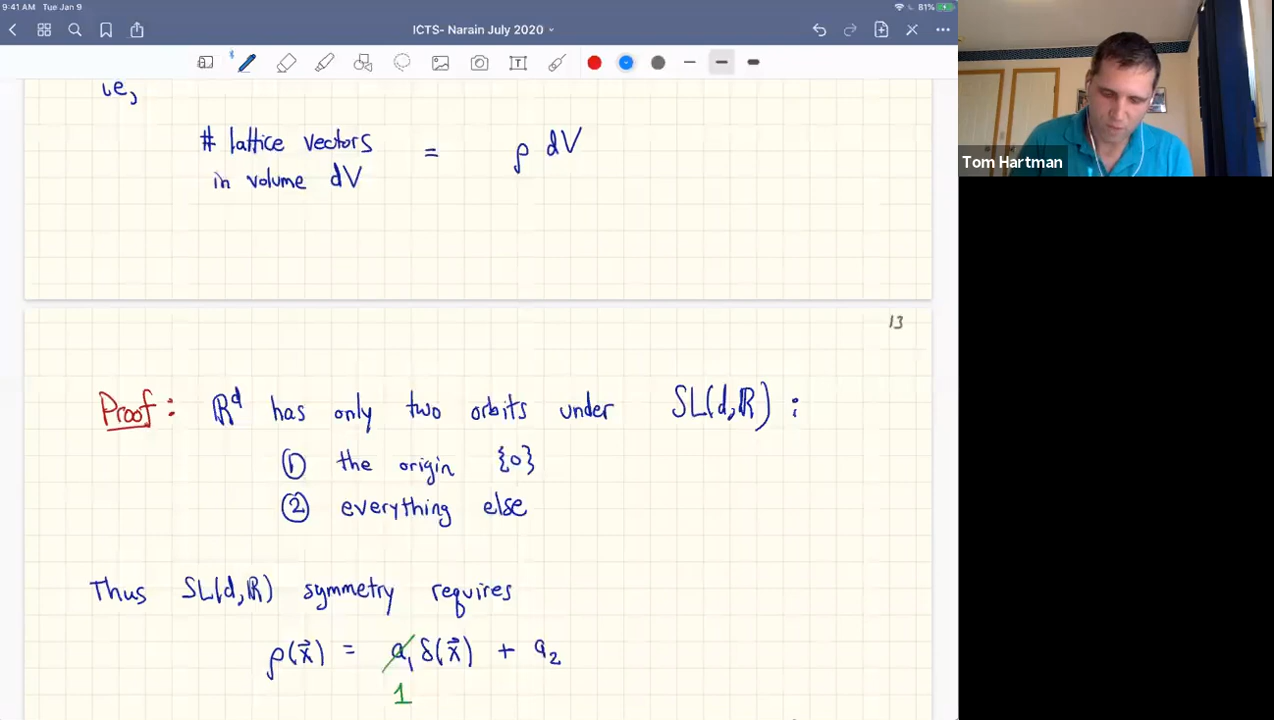 9:41 AM Tue Jan 9
81%
ICTS- Narain July 2020
i.e,
# lattice vectors in volume dV = ρ dV
13
Proof: ℝᵈ has only two orbits under SL(d,ℝ) :
① the origin {0}
② everything else
Thus SL(d,ℝ) symmetry requires
ρ(x⃗) = a₁ δ(x⃗) + a₂
1
Tom Hartman